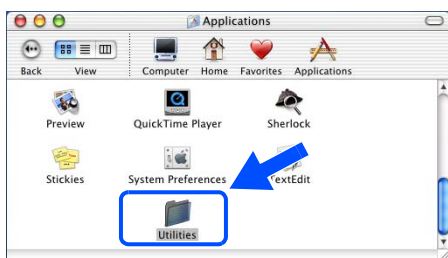 Applications
Back View Computer Home Favorites Applications
Preview QuickTime Player Sherlock
Stickies System Preferences TextEdit
Utilities